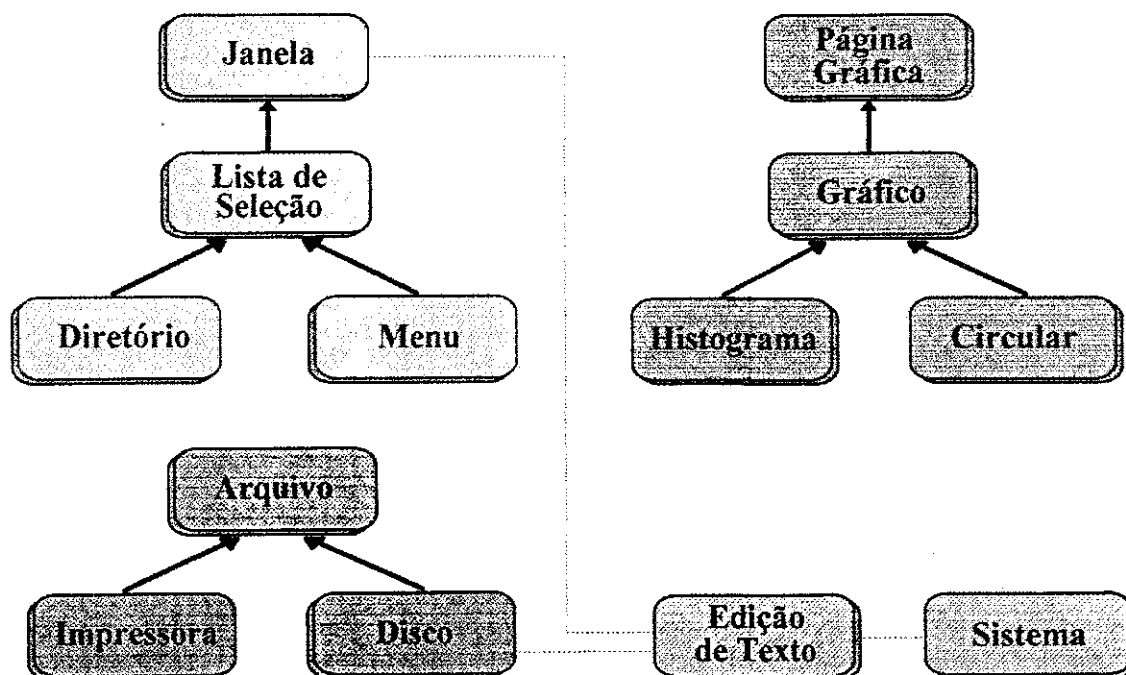 Janela
Página
Gráfica
Lista de
Seleção
Gráfico
Diretório
Menu
Histograma
Circular
Arquivo
Impressora
Disco
Edição
de Texto
Sistema